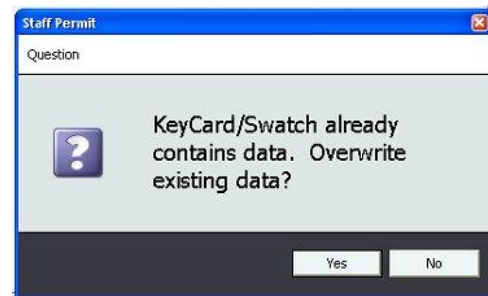 Staff Permit
Question
KeyCard/Swatch already
contains data. Overwrite
existing data?
Yes
No